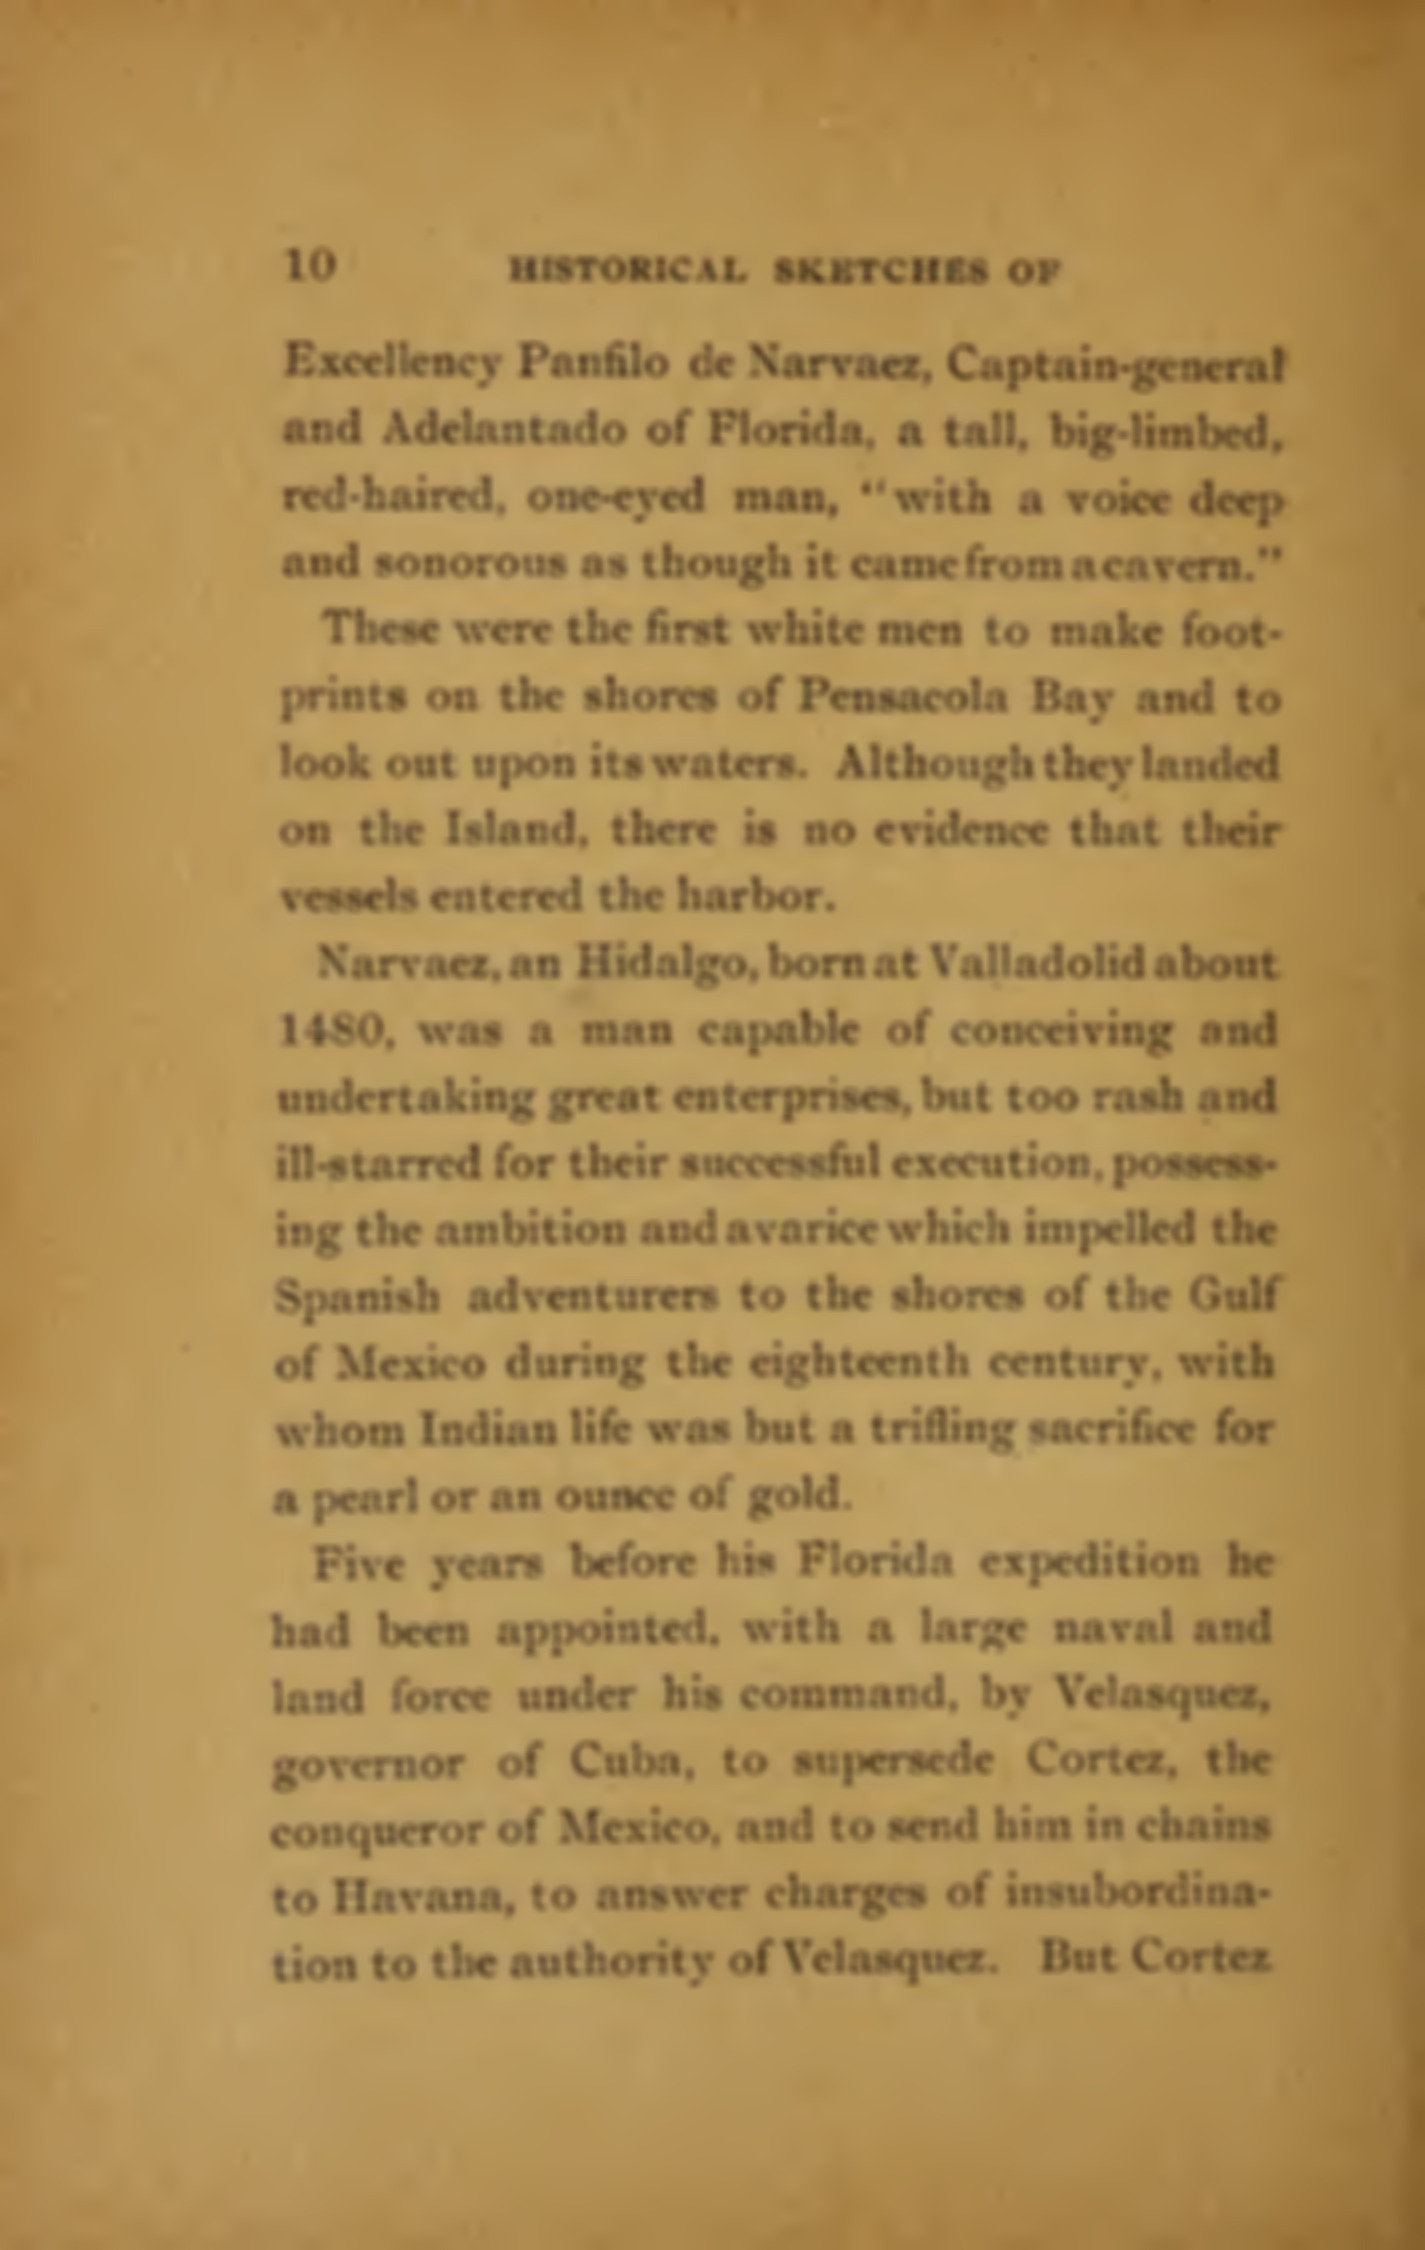 10 HISTORICAL SKETCHES OF
Excellency Panfilo de Narvaez, Captain-general
and Adelantado of Florida, a tall, big-limbed,
red-haired, one-eyed man, "with a voice deep
and sonorous as though it came from a cavern."
These were the first white men to make foot-
prints on the shores of Pensacola Bay and to
look out upon its waters. Although they landed
on the Island, there is no evidence that their
vessels entered the harbor.
Narvaez, an Hidalgo, born at Valladolid about
1480, was a man capable of conceiving and
undertaking great enterprises, but too rash and
ill-starred for their successful execution, possess-
ing the ambition and avarice which impelled the
Spanish adventurers to the shores of the Gulf
of Mexico during the eighteenth century, with
whom Indian life was but a trifling sacrifice for
a pearl or an ounce of gold.
Five years before his Florida expedition he
had been appointed, with a large naval and
land force under his command, by Velasquez,
governor of Cuba, to supersede Cortez, the
conqueror of Mexico, and to send him in chains
to Havana, to answer charges of insubordina-
tion to the authority of Velasquez. But Cortez